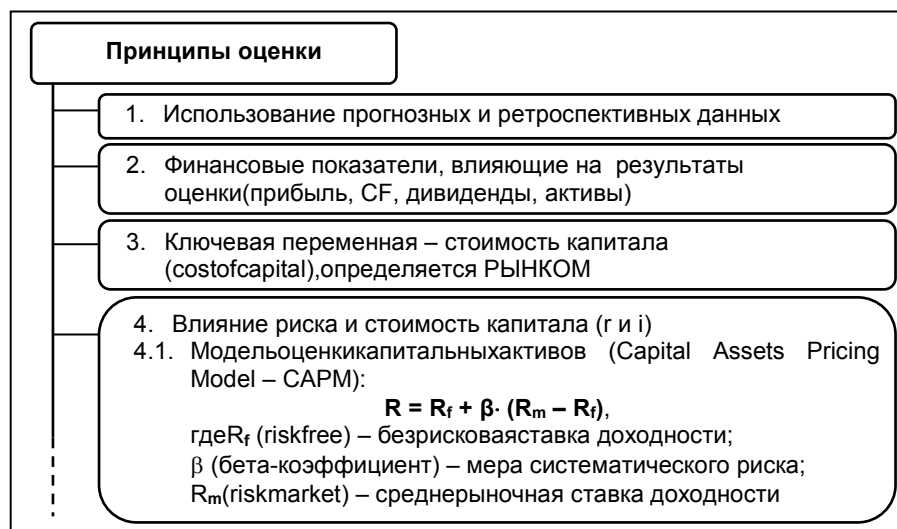 Принципы оценки
1. Использование прогнозных и ретроспективных данных
2. Финансовые показатели, влияющие на результаты
оценки(прибыль, CF, дивиденды, активы)
3. Ключевая переменная – стоимость капитала
(costofcapital),определяется РЫНКОМ
4. Влияние риска и стоимость капитала (r и i)
4.1. Модельоценкикапитальныхактивов (Capital Assets Pricing
Model – CAPM):
R = Rf + β· (Rm – Rf),
гдеRf (riskfree) – безрисковаяставка доходности;
β (бета-коэффициент) – мера систематического риска;
Rm(riskmarket) – среднерыночная ставка доходности